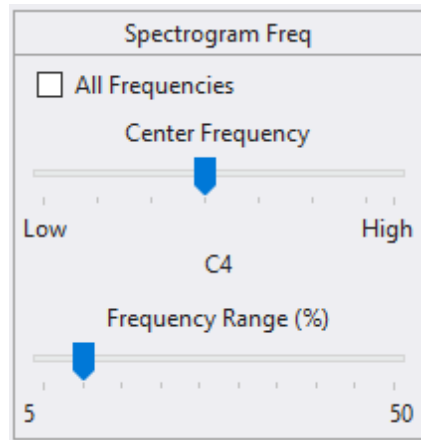 Spectrogram Freq
All Frequencies
Center Frequency
Low High
C4
Frequency Range (%)
5 50